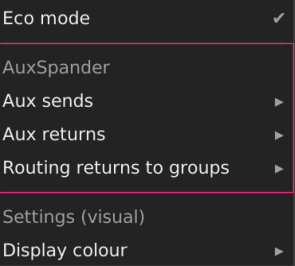 Eco mode ✔
AuxSpander
Aux sends ▸
Aux returns ▸
Routing returns to groups ▸
Settings (visual)
Display colour ▸